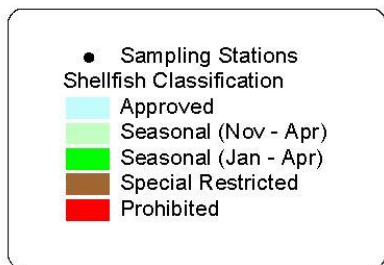 Sampling Stations
Shellfish Classification
Approved
Seasonal (Nov - Apr)
Seasonal (Jan - Apr)
Special Restricted
Prohibited